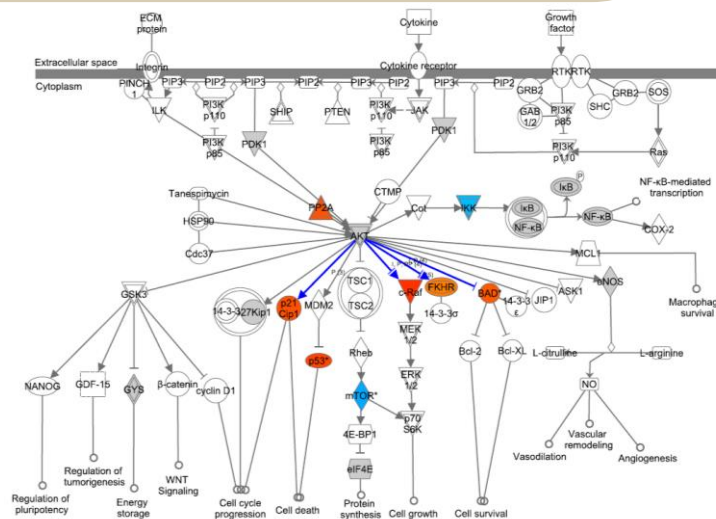 ECM
protein
Cytokine
Growth
factor
Extracellular space
Integrin
Cytokine receptor
RTK
RTK
Cytoplasm
PINCH
1
PIP3
PIP2
PIP3
PIP2
PIP3
PIP2
PIP3
PIP2
GRB2
GRB2
SOS
ILK
PI3K
p110
SHIP
PTEN
PI3K
p110
JAK
GAB
1/2
PI3K
p85
SHC
PI3K
p85
PDK1
PI3K
p85
PDK1
PI3K
p110
Ras
P
IκB
NF-κB-mediated
transcription
Tanespimycin
CTMP
PP2A
Cot
IKK
IκB
NF-κB
NF-κB
HSP90
AKT
COX-2
Cdc37
MCL1
GSK3
TSC1
c-Raf
FKHR
BAD*
ASK1
eNOS
Macrophag
survival
14-3-3
27Kip1
p21
Cip1
MDM2
TSC2
14-3-3σ
14-3-3
ε
JIP1
MEK
1/2
Rheb
Bcl-2
Bcl-XL
L-citrulline
L-arginine
p53*
NANOG
GDF-15
GYS
β-catenin
cyclin D1
ERK
1/2
NO
mTOR*
p70
S6K
4E-BP1
Vasodilation
Vascular
remodeling
Angiogenesis
eIF4E
Regulation of
pluripotency
Regulation of
tumorigenesis
Energy
storage
WNT
Signaling
Cell cycle
progression
Cell death
Protein
synthesis
Cell growth
Cell survival